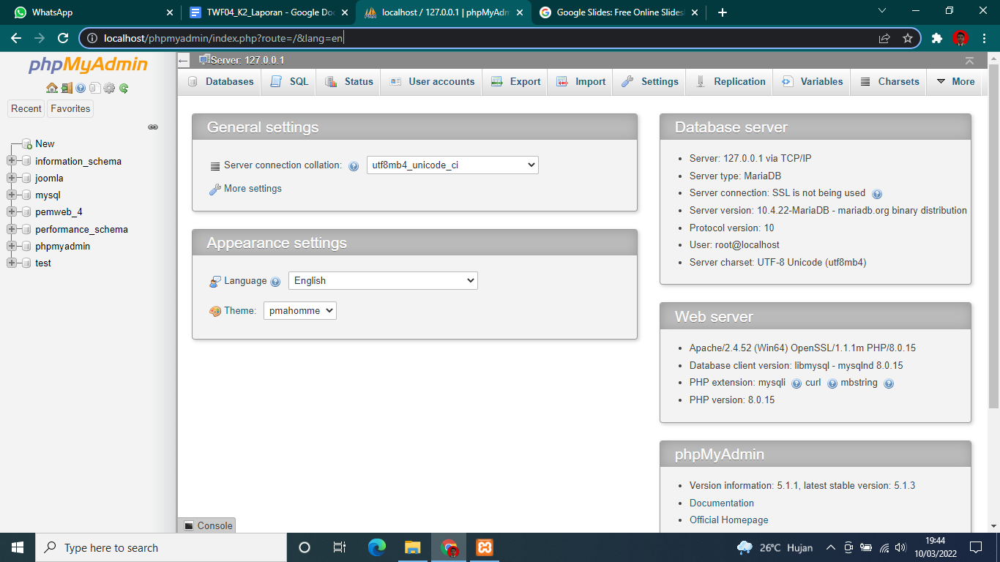 WhatsApp
TWF04_K2_Laporan - Google Doc
localhost / 127.0.0.1 | phpMyAdm
Google Slides: Free Online Slides
localhost/phpmyadmin/index.php?route=/&lang=en
phpMyAdmin
Recent
Favorites
New
information_schema
joomla
mysql
pemweb_4
performance_schema
phpmyadmin
test
Server: 127.0.0.1
Databases
SQL
Status
User accounts
Export
Import
Settings
Replication
Variables
Charsets
More
General settings
Server connection collation:
utf8mb4_unicode_ci
More settings
Appearance settings
Language
English
Theme:
pmahomme
Database server
Server: 127.0.0.1 via TCP/IP
Server type: MariaDB
Server connection: SSL is not being used
Server version: 10.4.22-MariaDB - mariadb.org binary distribution
Protocol version: 10
User: root@localhost
Server charset: UTF-8 Unicode (utf8mb4)
Web server
Apache/2.4.52 (Win64) OpenSSL/1.1.1m PHP/8.0.15
Database client version: libmysql - mysqlnd 8.0.15
PHP extension: mysqli curl mbstring
PHP version: 8.0.15
phpMyAdmin
Version information: 5.1.1, latest stable version: 5.1.3
Documentation
Official Homepage
Console
Type here to search
26°C Hujan
19:44
10/03/2022